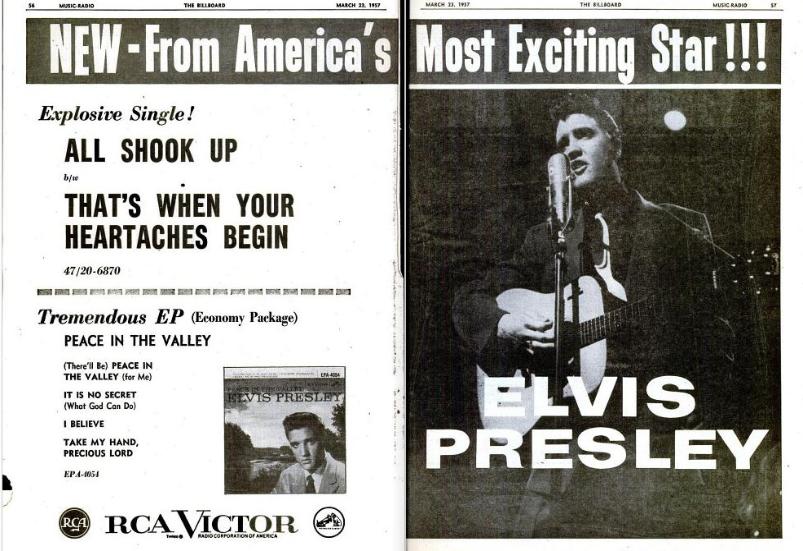 56 MUSIC-RADIO THE BILLBOARD MARCH 23, 1957
NEW - From America's
Explosive Single!
ALL SHOOK UP
b/w
THAT'S WHEN YOUR
HEARTACHES BEGIN
47/20-6870
Tremendous EP (Economy Package)
PEACE IN THE VALLEY
(There'll Be) PEACE IN
THE VALLEY (for Me)
IT IS NO SECRET
(What God Can Do)
I BELIEVE
TAKE MY HAND,
PRECIOUS LORD
EPA-4054
EPA-4054
PEACE IN THE VALLEY
ELVIS PRESLEY
RCA RCA VICTOR
RADIO CORPORATION OF AMERICA
MARCH 23, 1957 THE BILLBOARD MUSIC-RADIO 57
Most Exciting Star!!!
ELVIS
PRESLEY